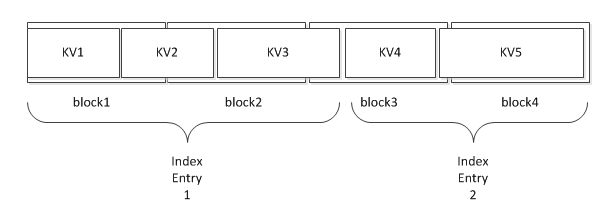 KV1 KV2 KV3 KV4 KV5
block1 block2 block3 block4
Index
Entry
1
Index
Entry
2